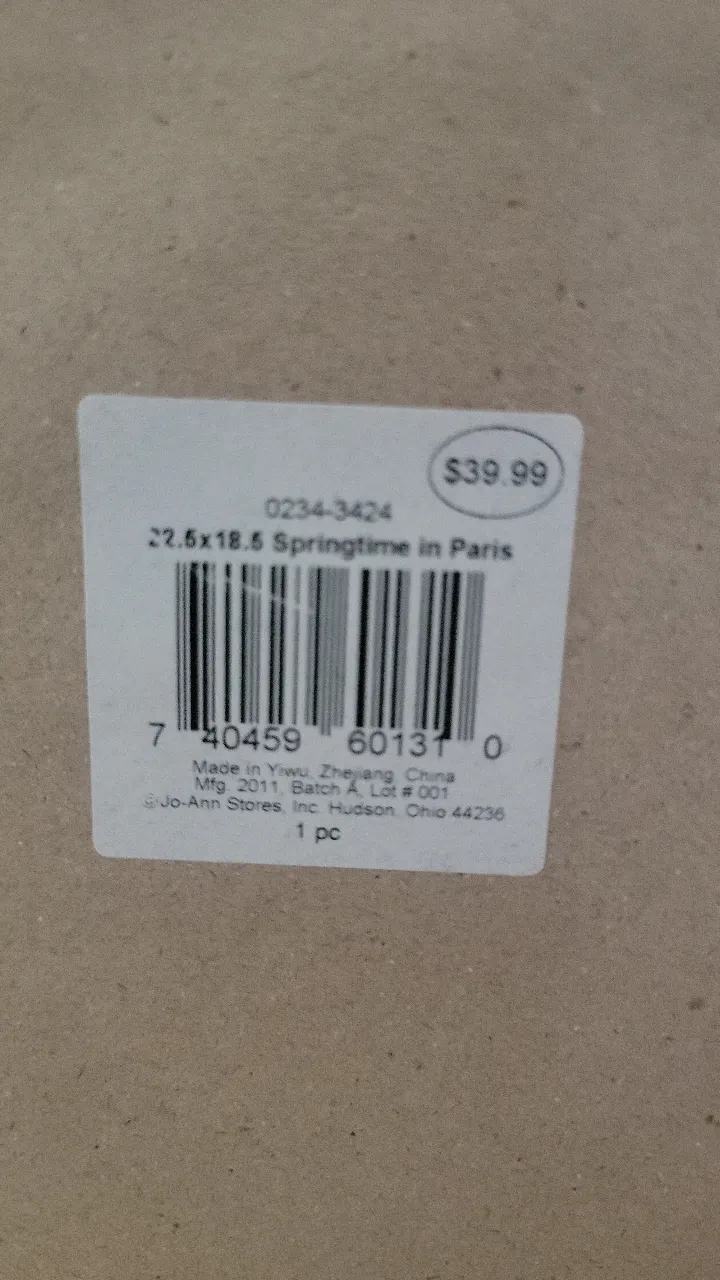 $39.99
0234-3424
22.5x18.5 Springtime in Paris
7 40459 60131 0
Made in Yiwu, Zhejiang, China
Mfg. 2011, Batch A, Lot # 001
©Jo-Ann Stores, Inc. Hudson, Ohio 44236
1 pc